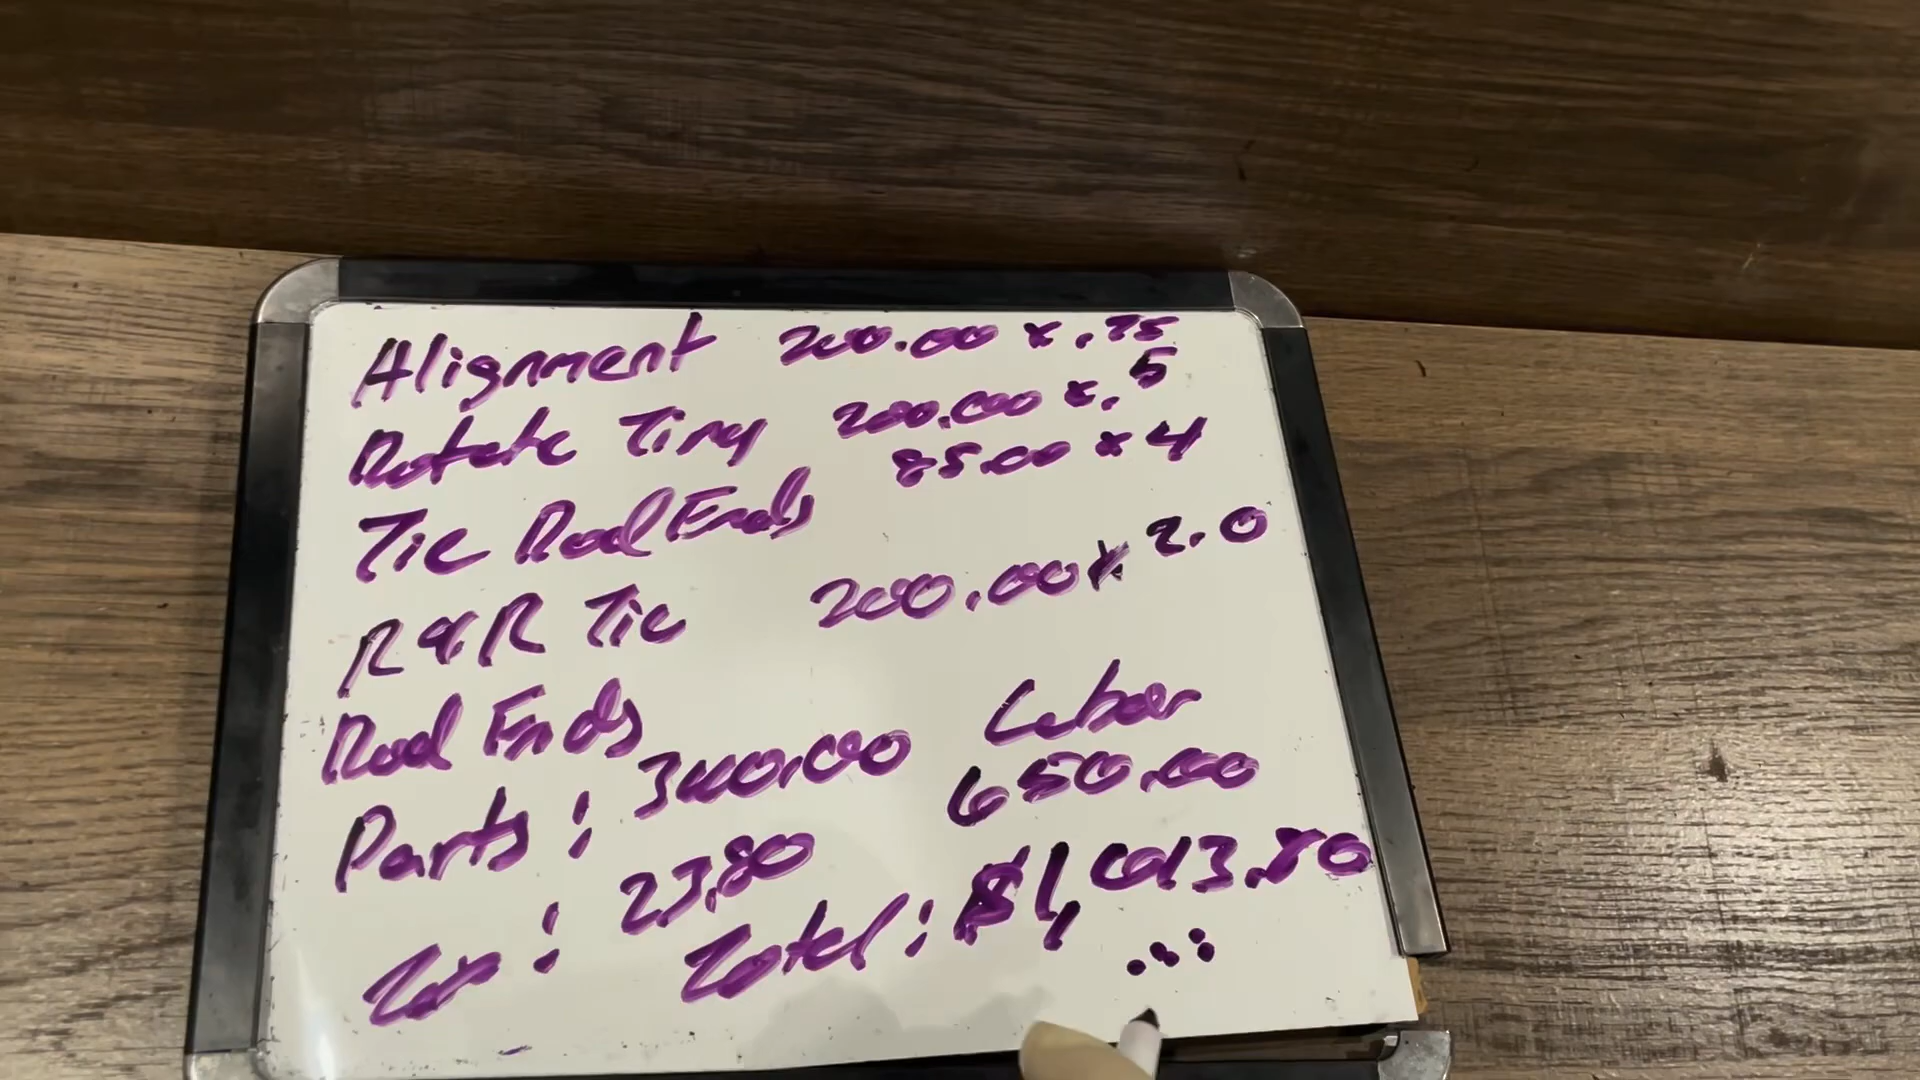 Alignment 200.00 x .75
Rotate Tires 200.00 x .5
Tie Rod Ends 85.00 x 4
R & R Tie 200.00 x 2.0
Rod Ends
Labor
Parts: 340.00 650.00
Tax: 23.80
Total: $1,013.80